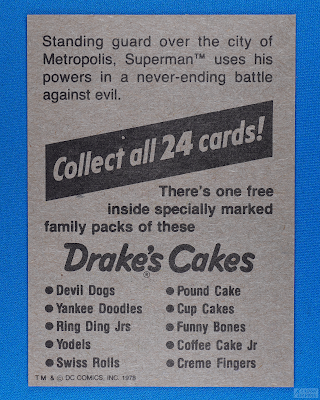 Standing guard over the city of
Metropolis, Superman™ uses his
powers in a never-ending battle
against evil.
Collect all 24 cards!
There's one free
inside specially marked
family packs of these
Drake's Cakes®
● Devil Dogs
● Yankee Doodles
● Ring Ding Jrs
● Yodels
● Swiss Rolls
● Pound Cake
● Cup Cakes
● Funny Bones
● Coffee Cake Jr
● Creme Fingers
TM & © DC COMICS, INC. 1979